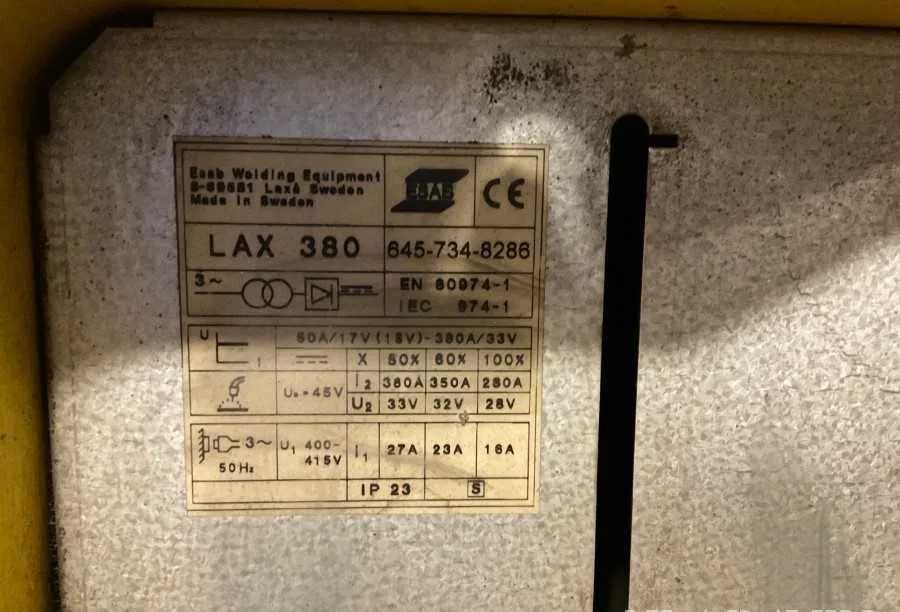 Esab Welding Equipment
S-69581 Laxå Sweden
Made in Sweden
ESAB
CE
LAX 380
645-734-8286
3~
EN 60974-1
IEC 974-1
U
I
50A/17V(18V)-380A/33V
X 50% 60% 100%
U₀=45V
I₂ 380A 350A 280A
U₂ 33V 32V 28V
3~
50Hz
U₁ 400-
415V
I₁ 27A 23A 16A
IP 23
S